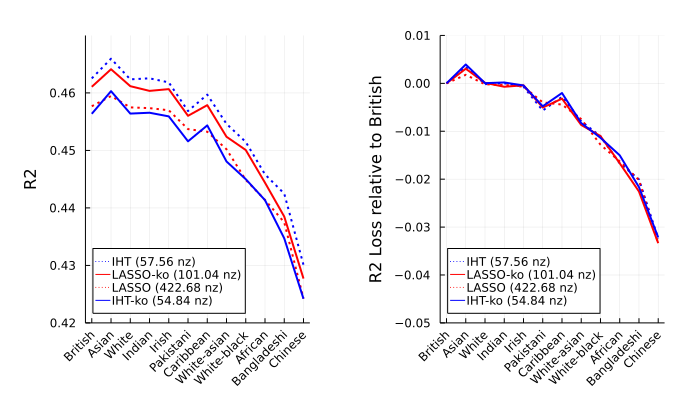 0.46
0.45
0.44
0.43
0.42
R2
IHT (57.56 nz)
LASSO-ko (101.04 nz)
LASSO (422.68 nz)
IHT-ko (54.84 nz)
British
Asian
White
Indian
Irish
Pakistani
Caribbean
White-asian
White-black
African
Bangladeshi
Chinese
0.01
0.00
−0.01
−0.02
−0.03
−0.04
−0.05
R2 Loss relative to British
IHT (57.56 nz)
LASSO-ko (101.04 nz)
LASSO (422.68 nz)
IHT-ko (54.84 nz)
British
Asian
White
Indian
Irish
Pakistani
Caribbean
White-asian
White-black
African
Bangladeshi
Chinese